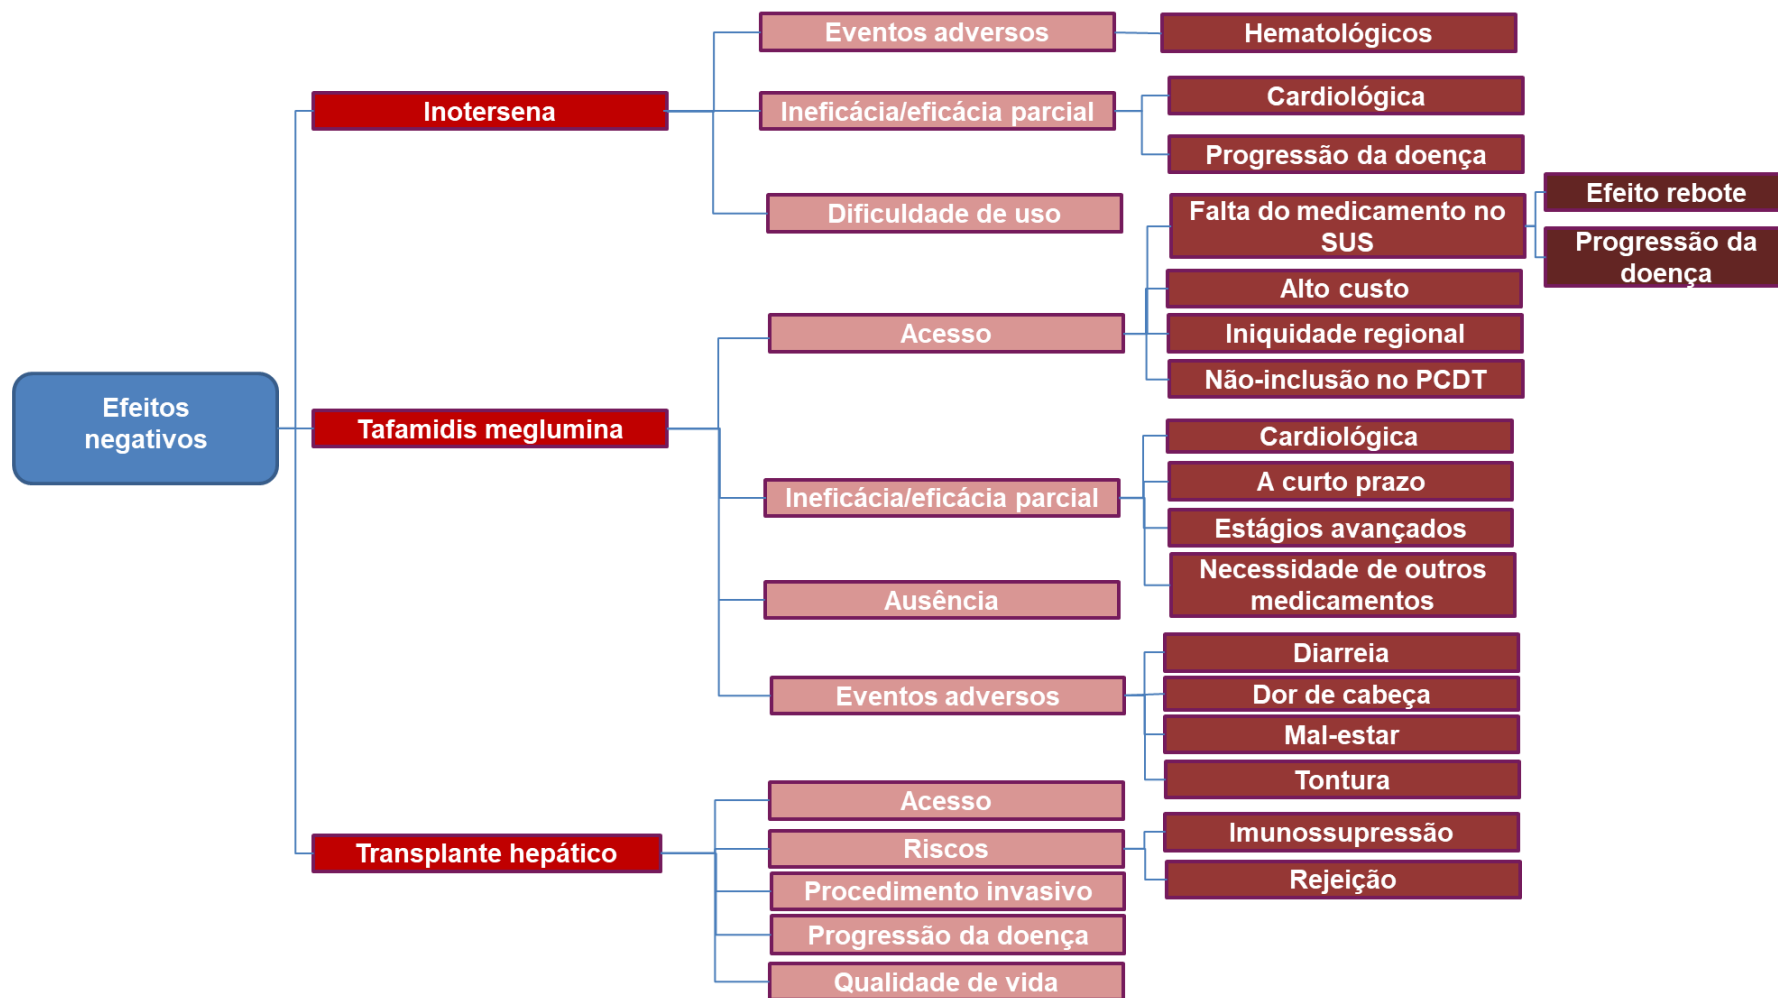 Efeitos
negativos
Inotersena
Eventos adversos
Hematológicos
Ineficácia/eficácia parcial
Cardiológica
Progressão da doença
Dificuldade de uso
Tafamidis meglumina
Acesso
Falta do medicamento no
SUS
Efeito rebote
Progressão da
doença
Alto custo
Iniquidade regional
Não-inclusão no PCDT
Ineficácia/eficácia parcial
Cardiológica
A curto prazo
Estágios avançados
Necessidade de outros
medicamentos
Ausência
Eventos adversos
Diarreia
Dor de cabeça
Mal-estar
Tontura
Transplante hepático
Acesso
Riscos
Imunossupressão
Rejeição
Procedimento invasivo
Progressão da doença
Qualidade de vida